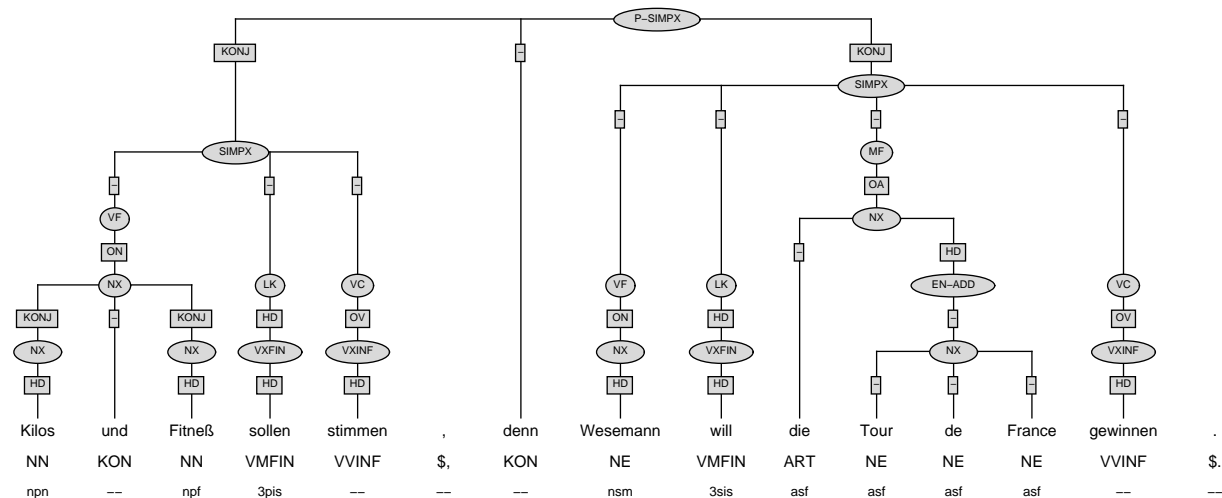 P-SIMPX
KONJ – KONJ
SIMPX
– – – –
SIMPX MF
– – – OA
VF NX
ON – HD
NX LK VC VF LK EN-ADD VC
KONJ – KONJ HD OV ON HD – OV
NX NX VXFIN VXINF NX VXFIN NX VXINF
HD HD HD HD HD HD – – – HD
Kilos und Fitneß sollen stimmen , denn Wesemann will die Tour de France gewinnen .
NN KON NN VMFIN VVINF $, KON NE VMFIN ART NE NE NE VVINF $.
npn -- npf 3pis -- -- -- nsm 3sis asf asf asf asf -- --